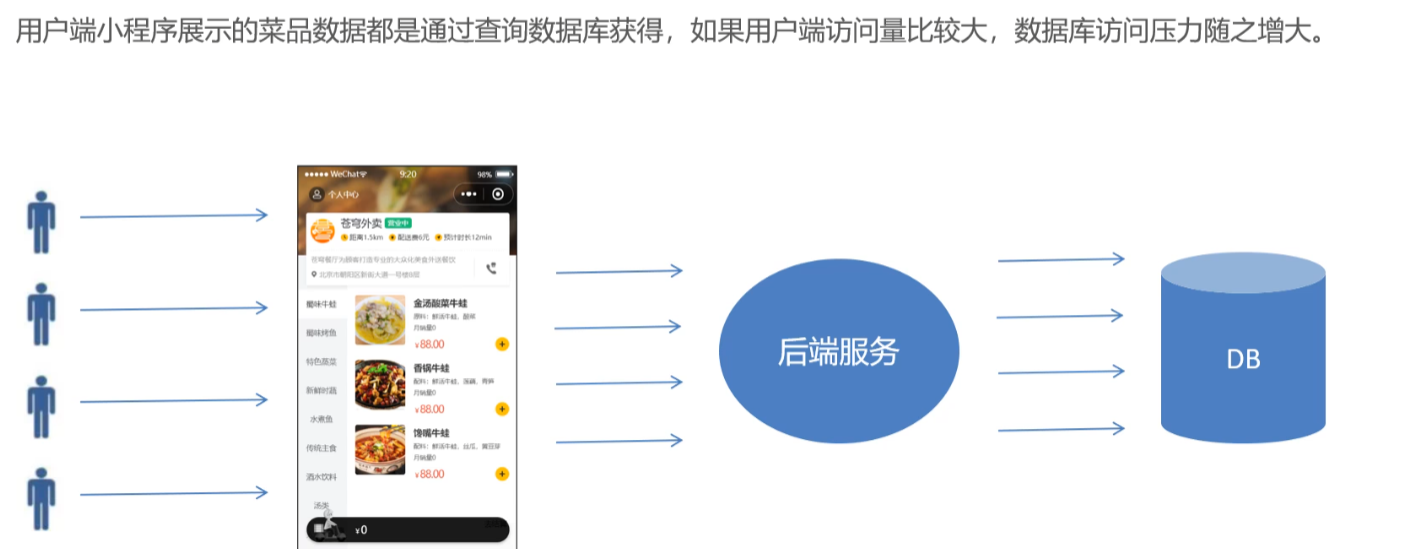 用户端小程序展示的菜品数据都是通过查询数据库获得，如果用户端访问量比较大，数据库访问压力随之增大。
WeChat 9:20 98%
个人中心
苍穹外卖 营业中
距离1.5km 配送费6元 预计时长12min
苍穹餐厅为顾客打造专业的大众化美食外送餐饮
北京市朝阳区新街大道一号楼8层
蜀味牛蛙
蜀味烤鱼
特色蒸菜
新鲜时蔬
水煮鱼
传统主食
酒水饮料
汤类
金汤酸菜牛蛙
原料：鲜活牛蛙，酸菜
月销量0
¥88.00
香锅牛蛙
配料：鲜活牛蛙，莲藕，青笋
月销量0
¥88.00
馋嘴牛蛙
配料：鲜活牛蛙，丝瓜，黄豆芽
月销量0
¥88.00
¥0
后端服务
DB